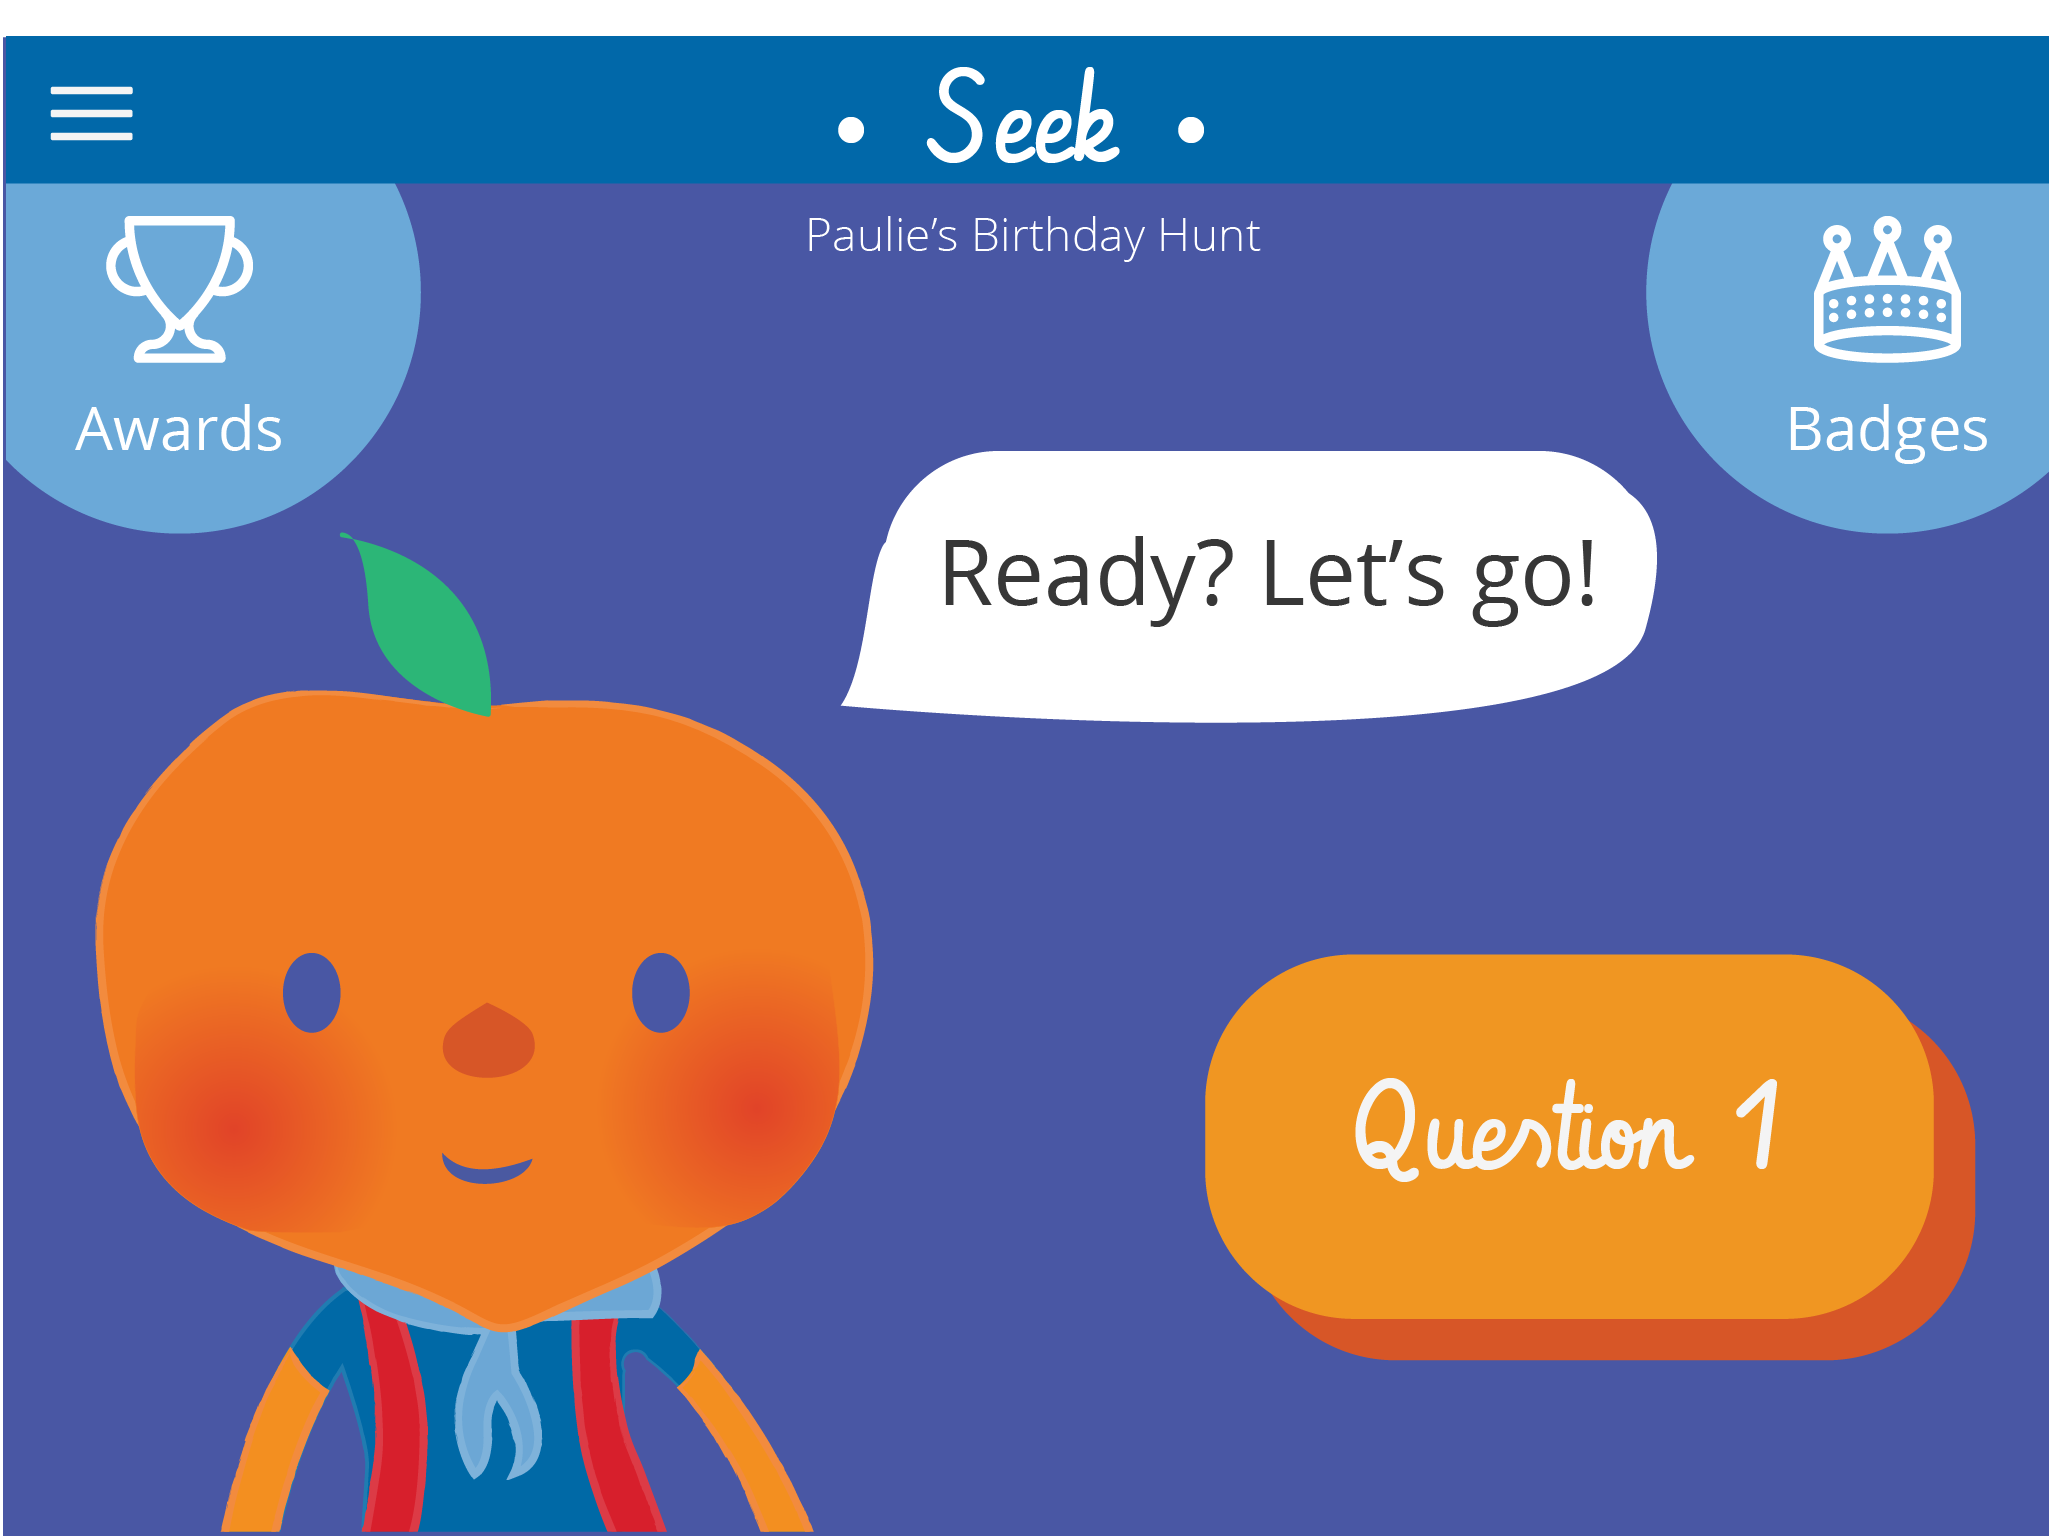 • Seek •
Paulie’s Birthday Hunt
Awards
Badges
Ready? Let’s go!
Question 1